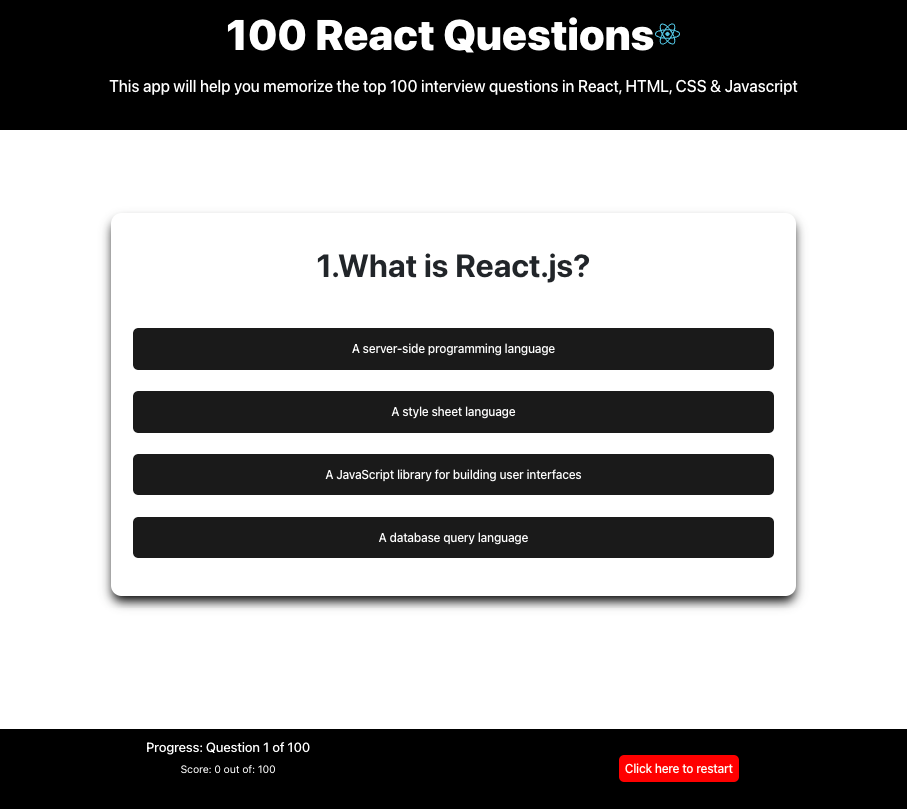 100 React Questions
This app will help you memorize the top 100 interview questions in React, HTML, CSS & Javascript
1.What is React.js?
A server-side programming language
A style sheet language
A JavaScript library for building user interfaces
A database query language
Progress: Question 1 of 100
Score: 0 out of: 100
Click here to restart